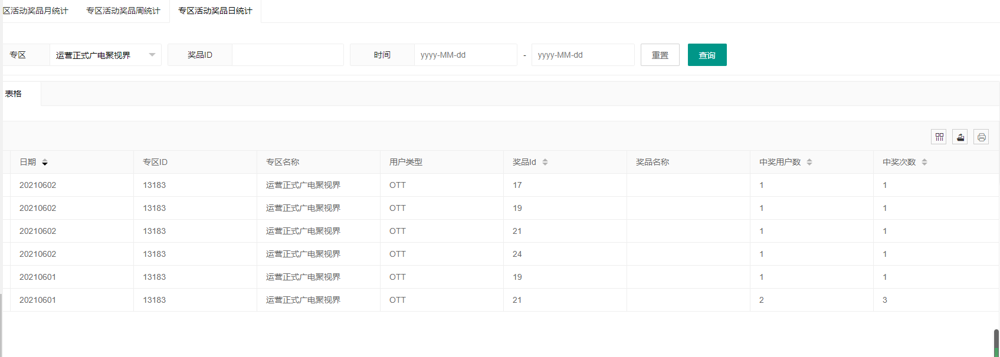 区活动奖品月统计 专区活动奖品周统计 专区活动奖品日统计
专区 运营正式广电聚视界 奖品ID 时间 yyyy-MM-dd - yyyy-MM-dd 重置 查询
表格
日期 专区ID 专区名称 用户类型 奖品Id 奖品名称 中奖用户数 中奖次数
20210602 13183 运营正式广电聚视界 OTT 17 1 1
20210602 13183 运营正式广电聚视界 OTT 19 1 1
20210602 13183 运营正式广电聚视界 OTT 21 1 1
20210602 13183 运营正式广电聚视界 OTT 24 1 1
20210601 13183 运营正式广电聚视界 OTT 19 1 1
20210601 13183 运营正式广电聚视界 OTT 21 2 3